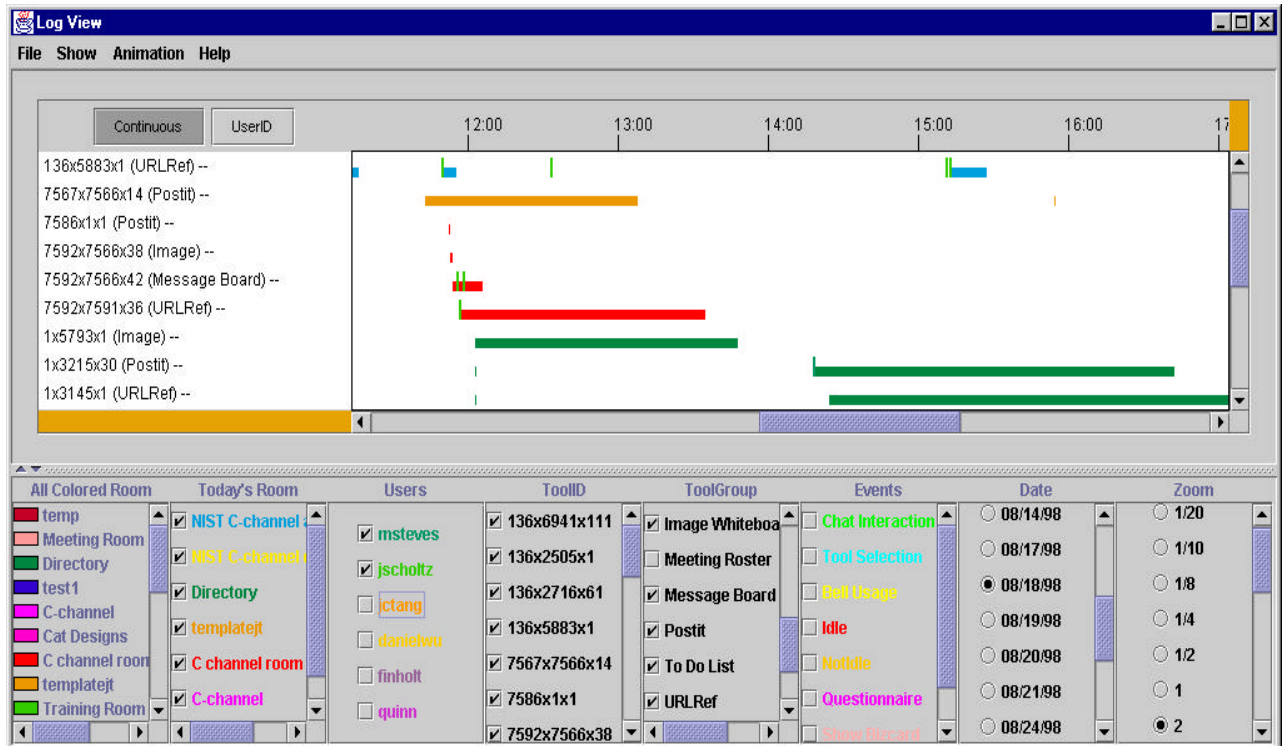 Log View
File Show Animation Help
Continuous UserID 12:00 13:00 14:00 15:00 16:00 17
136x5883x1 (URLRef) --
7567x7566x14 (Postit) --
7586x1x1 (Postit) --
7592x7566x38 (Image) --
7592x7566x42 (Message Board) --
7592x7591x36 (URLRef) --
1x5793x1 (Image) --
1x3215x30 (Postit) --
1x3145x1 (URLRef) --
All Colored Room
temp
Meeting Room
Directory
test1
C-channel
Cat Designs
C channel room
templatejt
Training Room
Today's Room
NIST C-channel
NIST C-channel
Directory
templatejt
C channel room
C-channel
Users
msteves
jscholtz
jctang
danielwu
finholt
quinn
ToolID
136x6941x111
136x2505x1
136x2716x61
136x5883x1
7567x7566x14
7586x1x1
7592x7566x38
ToolGroup
Image Whiteboa
Meeting Roster
Message Board
Postit
To Do List
URLRef
Events
Chat Interaction
Tool Selection
Bell Usage
Idle
NotIdle
Questionnaire
Show Bizcard
Date
08/14/98
08/17/98
08/18/98
08/19/98
08/20/98
08/21/98
08/24/98
Zoom
1/20
1/10
1/8
1/4
1/2
1
2